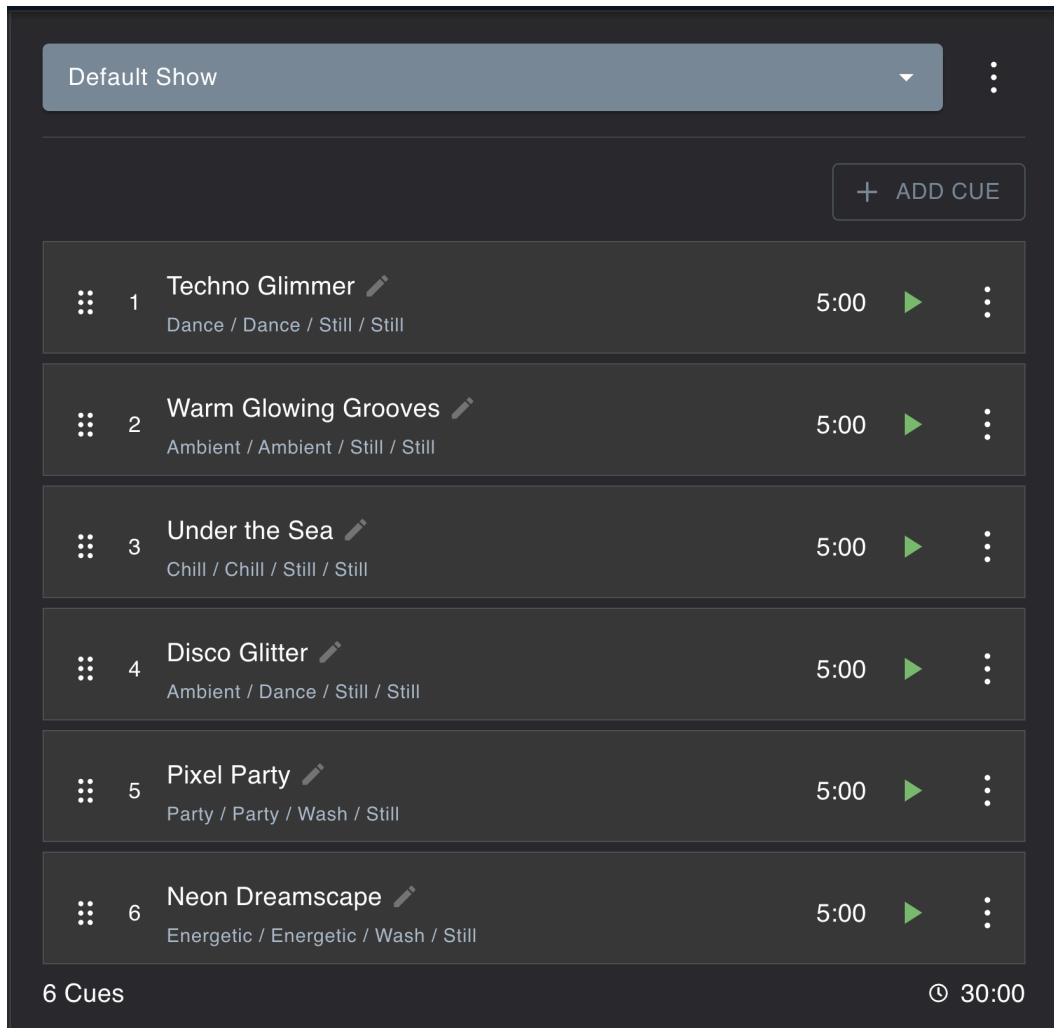 Default Show
ADD CUE
1
Techno Glimmer
Dance / Dance / Still / Still
5:00
2
Warm Glowing Grooves
Ambient / Ambient / Still / Still
5:00
3
Under the Sea
Chill / Chill / Still / Still
5:00
4
Disco Glitter
Ambient / Dance / Still / Still
5:00
5
Pixel Party
Party / Party / Wash / Still
5:00
6
Neon Dreamscape
Energetic / Energetic / Wash / Still
5:00
6 Cues
30:00